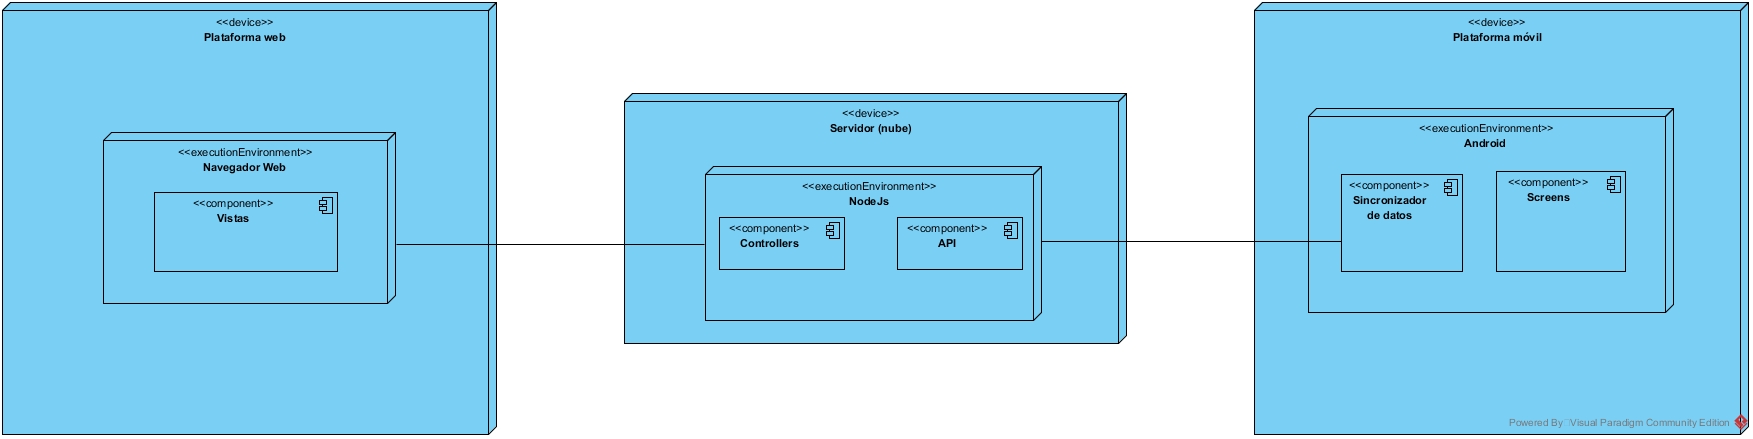 <<device>>
Plataforma web
<<executionEnvironment>>
Navegador Web
<<component>>
Vistas
<<device>>
Servidor (nube)
<<executionEnvironment>>
NodeJs
<<component>>
Controllers
<<component>>
API
<<device>>
Plataforma móvil
<<executionEnvironment>>
Android
<<component>>
Sincronizador
de datos
<<component>>
Screens
Powered By Visual Paradigm Community Edition